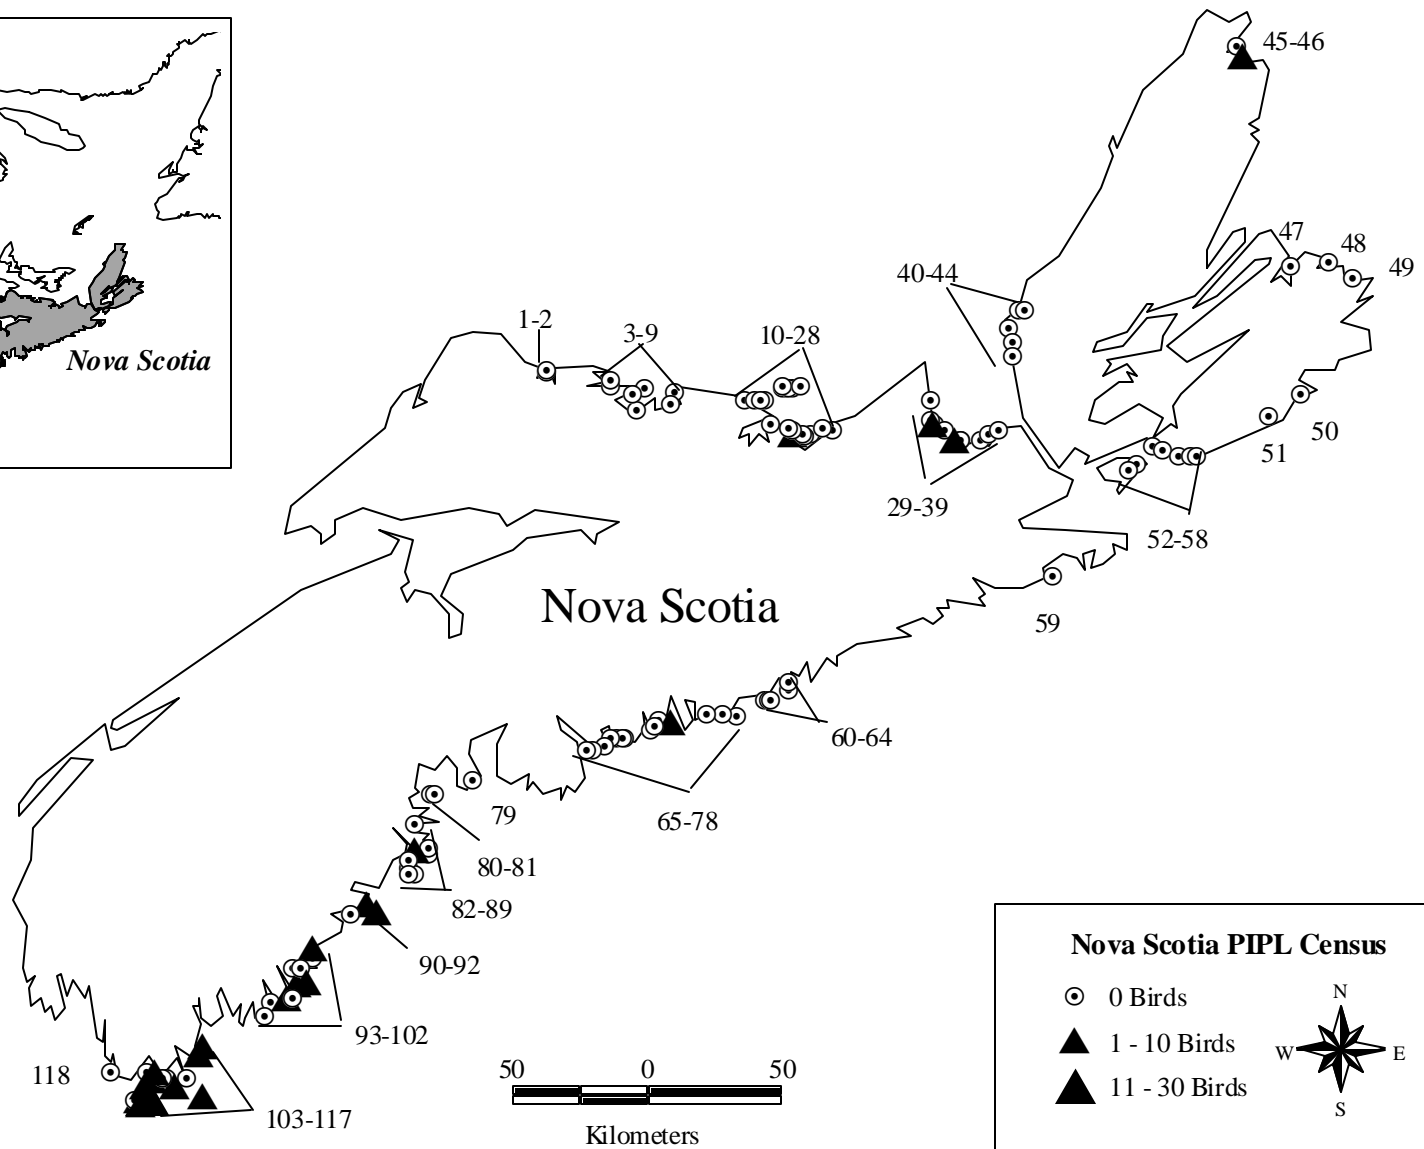 45-46
47
48
49
40-44
1-2
3-9
10-28
Nova Scotia
50
51
29-39
52-58
Nova Scotia
59
60-64
79
65-78
80-81
82-89
90-92
93-102
118
103-117
50 0 50
Kilometers
Nova Scotia PIPL Census
0 Birds
1 - 10 Birds
11 - 30 Birds
N
W E
S